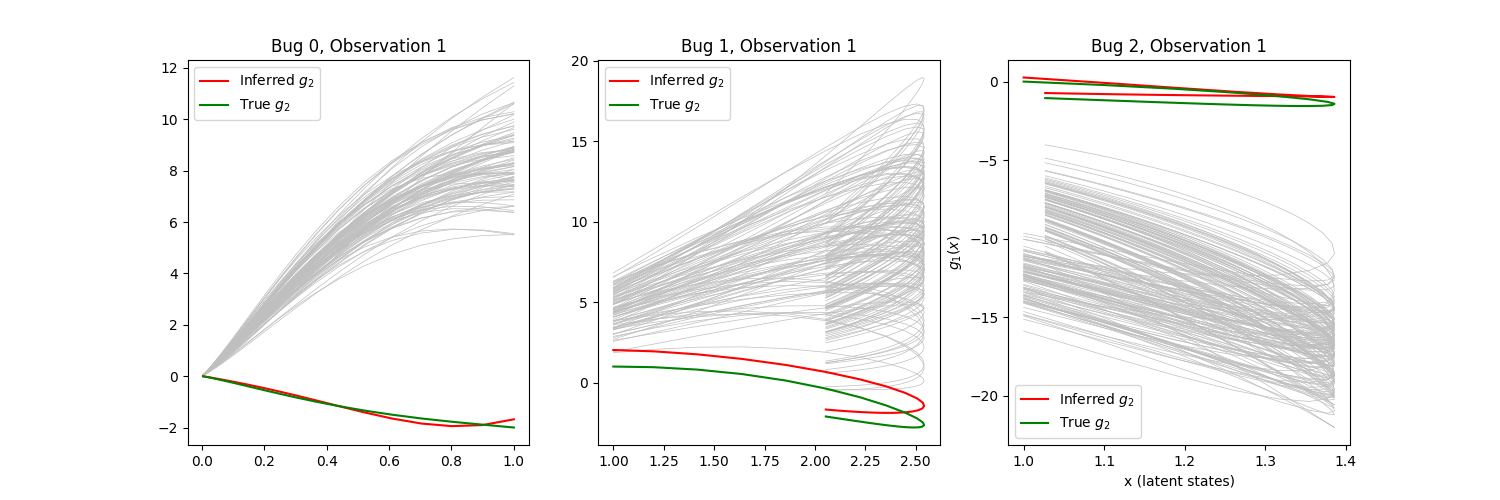 Bug 0, Observation 1
Inferred g₂
True g₂
12
10
8
6
4
2
0
−2
0.0 0.2 0.4 0.6 0.8 1.0
Bug 1, Observation 1
Inferred g₂
True g₂
20
15
10
5
0
1.00 1.25 1.50 1.75 2.00 2.25 2.50
Bug 2, Observation 1
g₁(x)
0
−5
−10
−15
−20
Inferred g₂
True g₂
1.0 1.1 1.2 1.3 1.4
x (latent states)